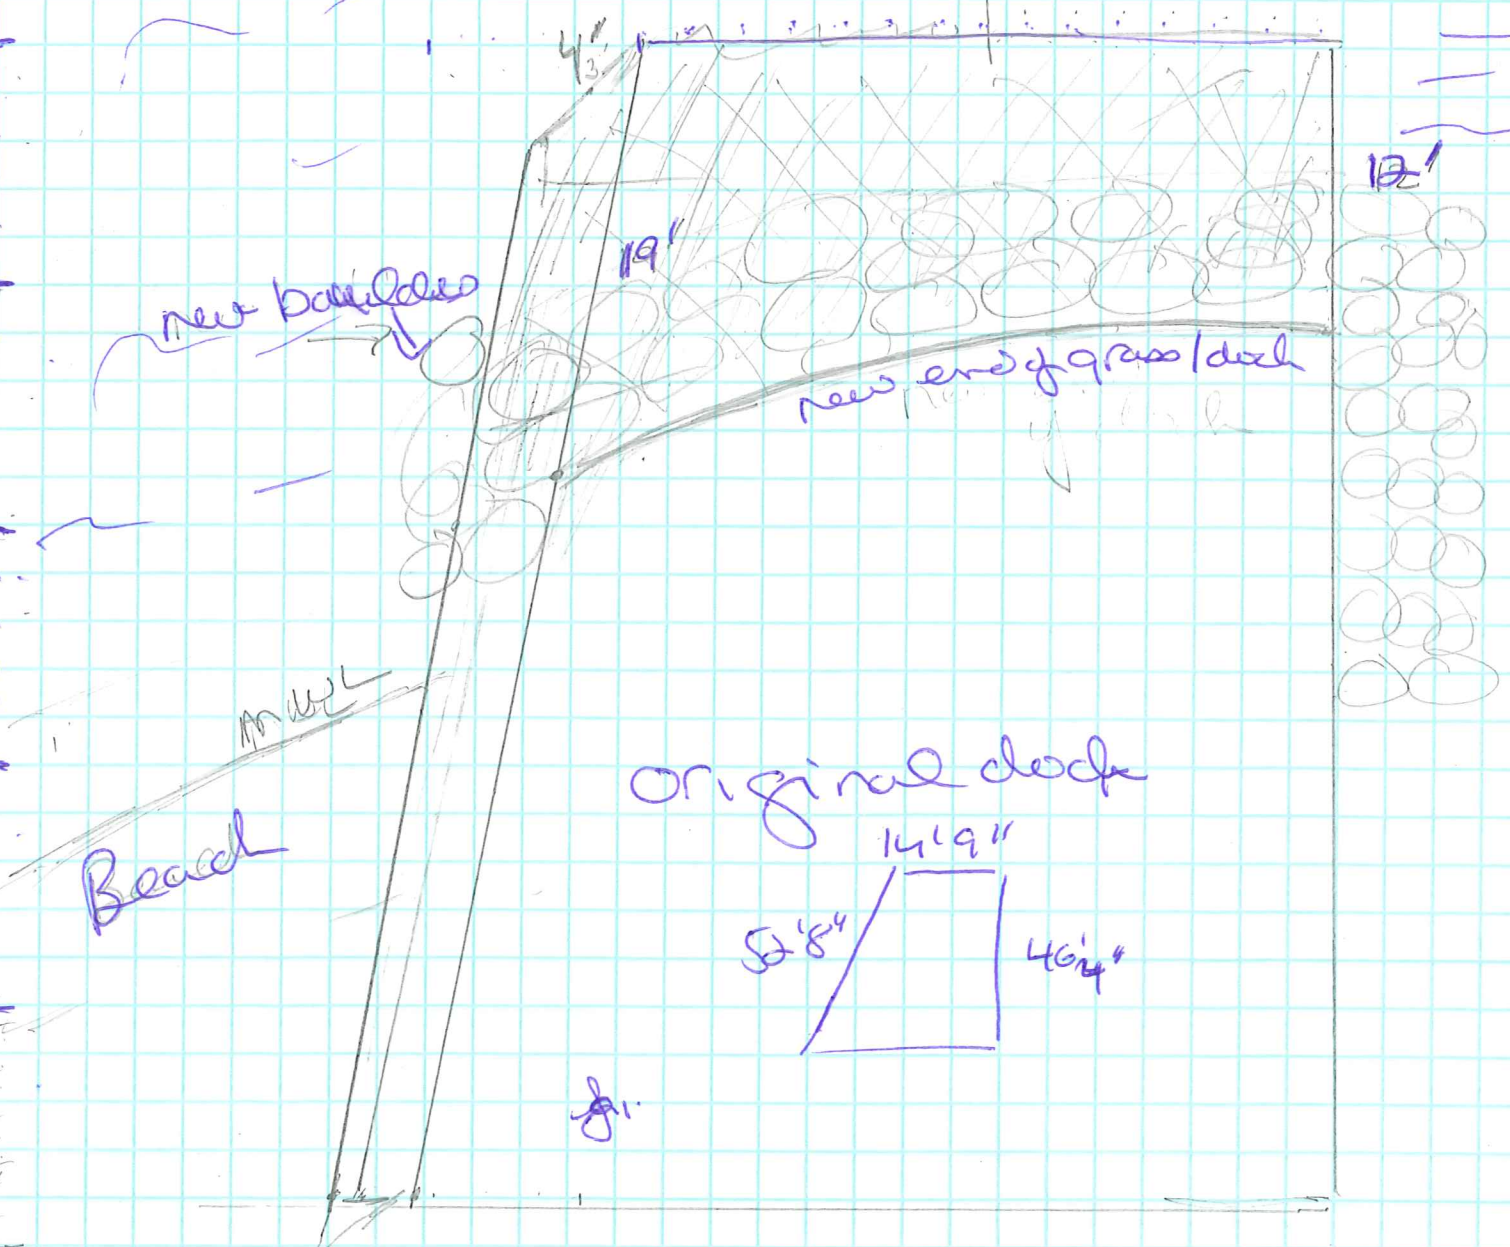 4"
3
12'
19'
new boulders
new end of grass/dock
AHWL
Beach
original dock
14'9"
52'8"
46'4"